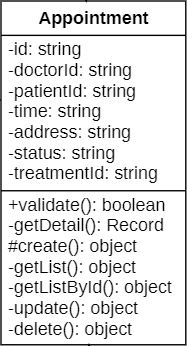 Appointment
-id: string
-doctorId: string
-patientId: string
-time: string
-address: string
-status: string
-treatmentId: string
+validate(): boolean
-getDetail(): Record
#create(): object
-getList(): object
-getListById(): object
-update(): object
-delete(): object